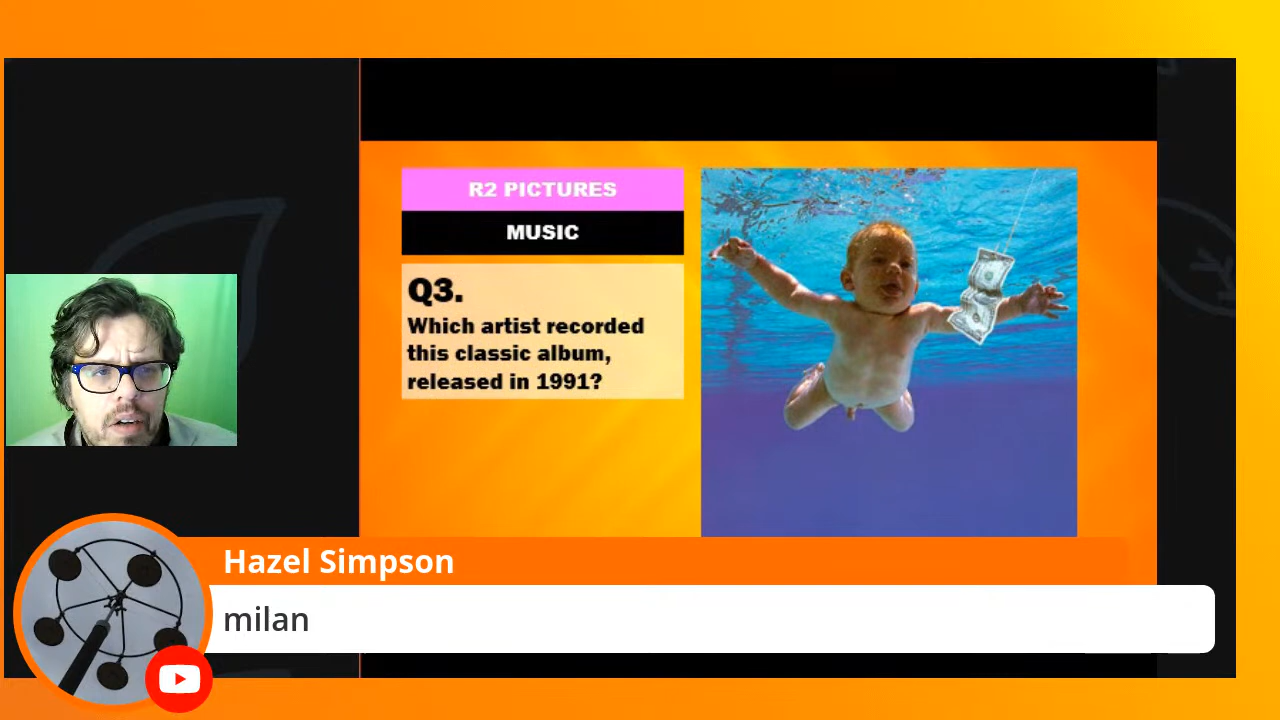 R2 PICTURES
MUSIC
Q3.
Which artist recorded
this classic album,
released in 1991?
Hazel Simpson
milan